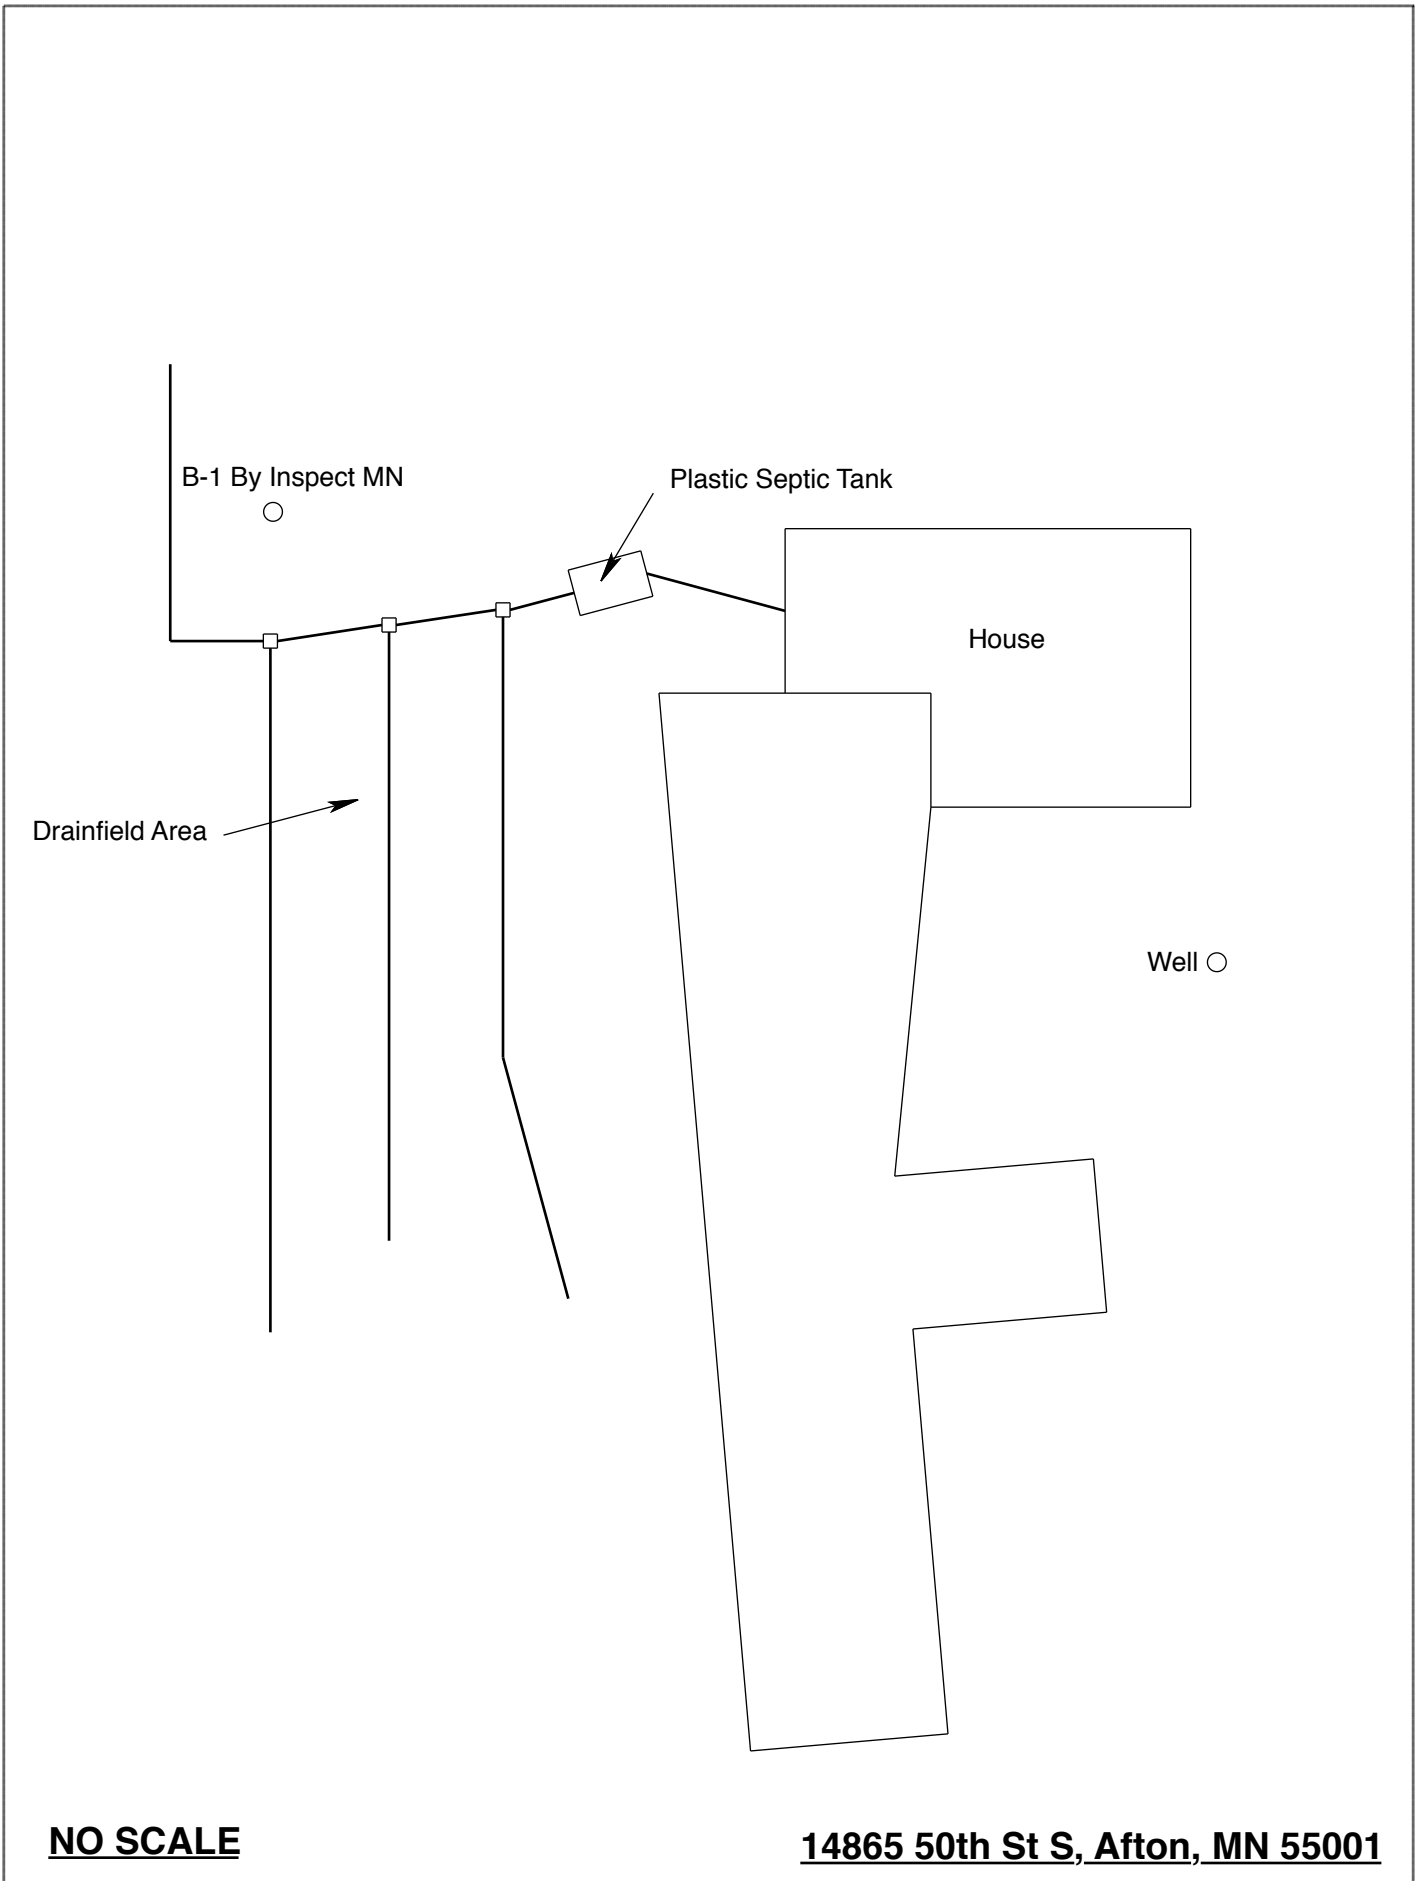 B-1 By Inspect MN
Plastic Septic Tank
House
Drainfield Area
Well
NO SCALE
14865 50th St S, Afton, MN 55001